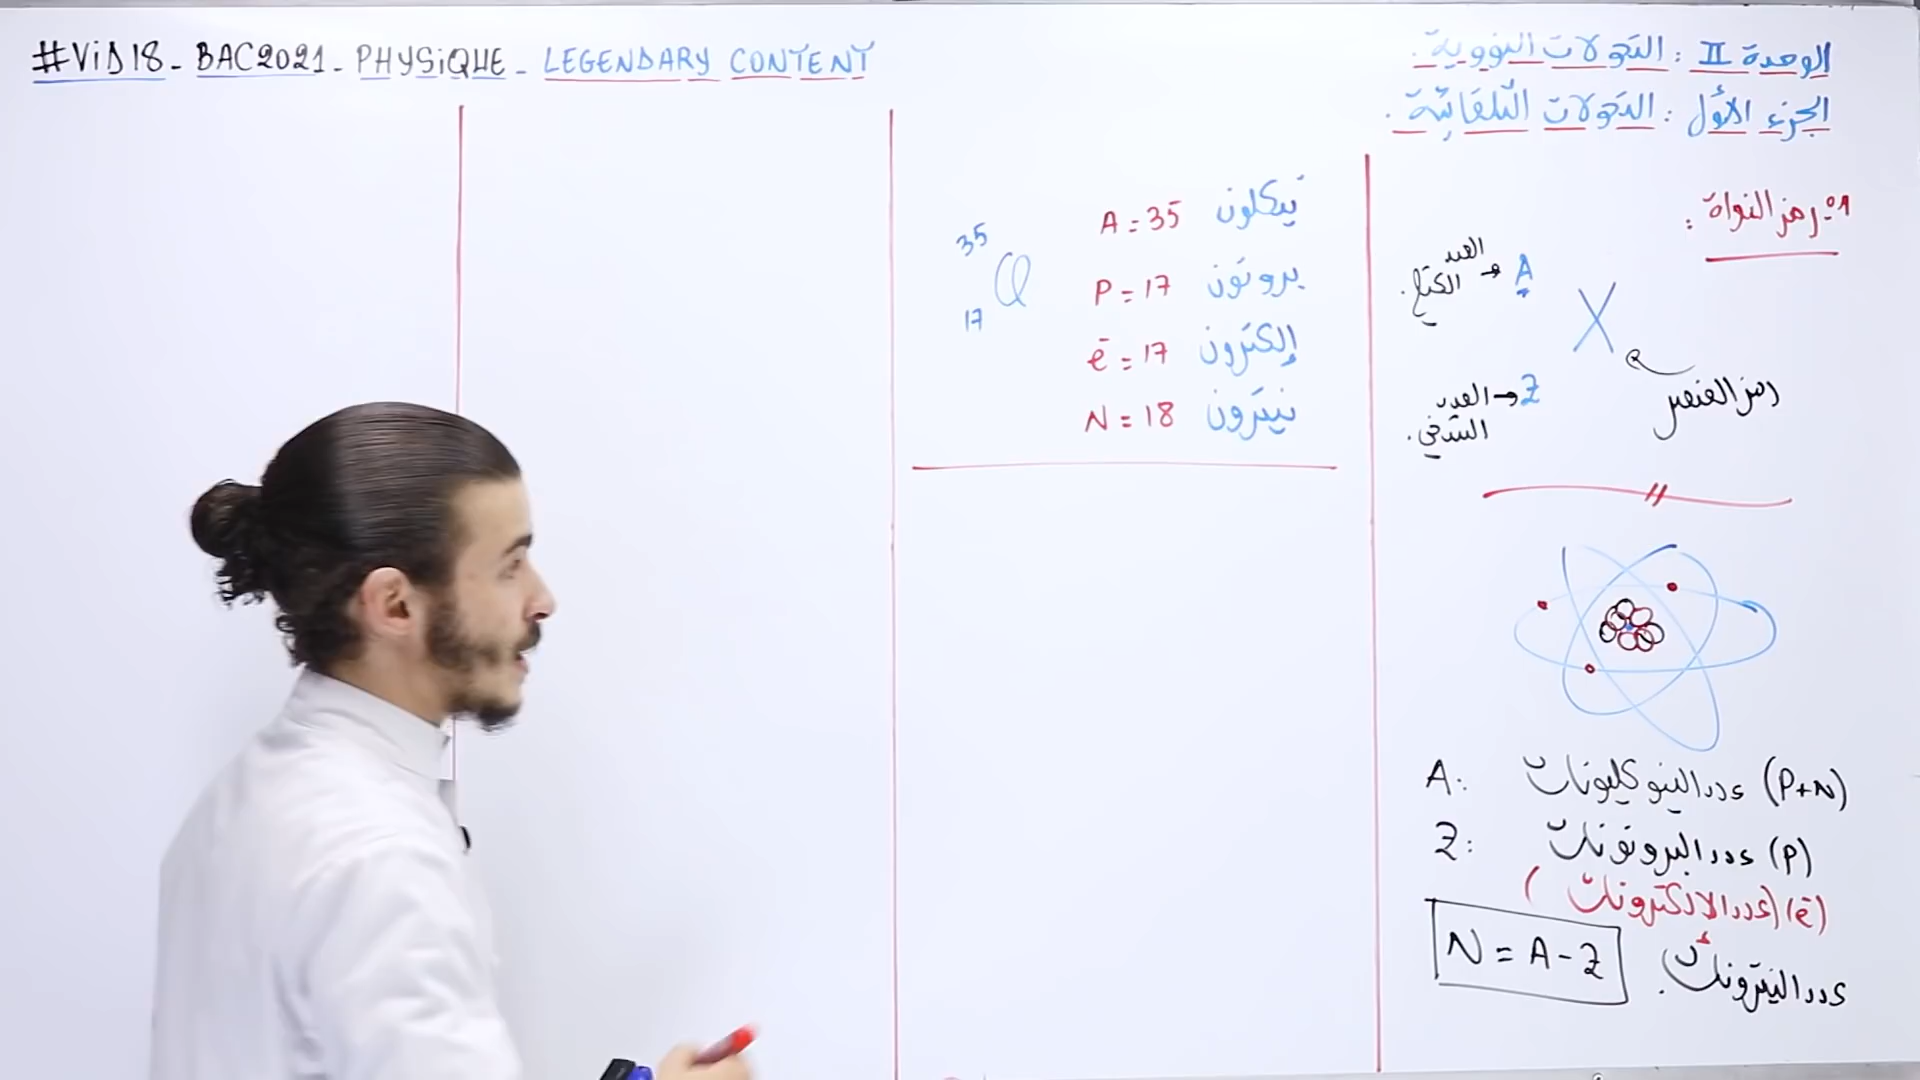 #ViD18 - BAC2021 - PHYSiQUE - LEGENDARY CONTENT
الوحدة II : التحولات النووية.
الجزء الأول : التحولات التلقائية.
1- رمز النواة :
A → العدد الكتلي.
X
رمز العنصر
Z → العدد الشحني.
A : عدد النيوكليونات (P+N)
Z : عدد البروتونات (P)
(عدد الالكترونات) (e-)
N = A - Z عدد النيترونات.
35
17
Cl
نيكلون A = 35
بروتون P = 17
إلكترون e- = 17
نيترون N = 18